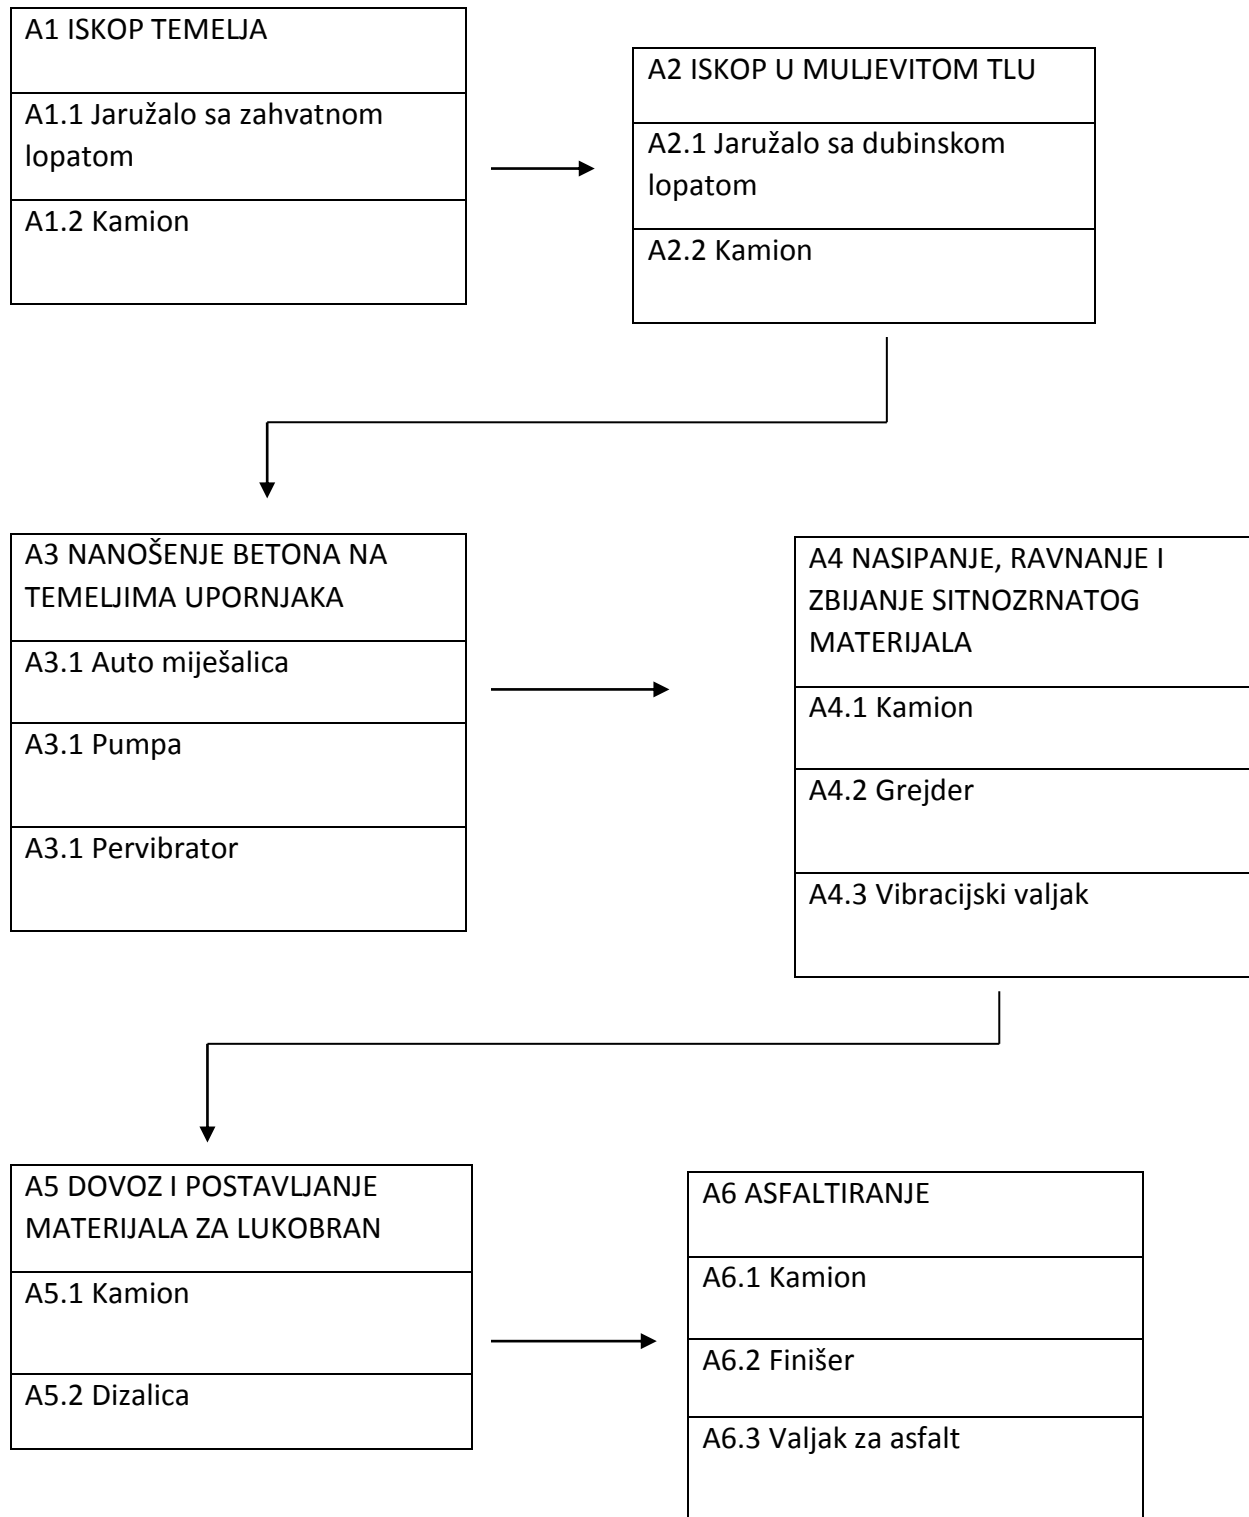 A1 ISKOP TEMELJA
A1.1 Jaružalo sa zahvatnom
lopatom
A1.2 Kamion
A2 ISKOP U MULJEVITOM TLU
A2.1 Jaružalo sa dubinskom
lopatom
A2.2 Kamion
A3 NANOŠENJE BETONA NA
TEMELJIMA UPORNJAKA
A3.1 Auto miješalica
A3.1 Pumpa
A3.1 Pervibrator
A4 NASIPANJE, RAVNANJE I
ZBIJANJE SITNOZRNATOG
MATERIJALA
A4.1 Kamion
A4.2 Grejder
A4.3 Vibracijski valjak
A5 DOVOZ I POSTAVLJANJE
MATERIJALA ZA LUKOBRAN
A5.1 Kamion
A5.2 Dizalica
A6 ASFALTIRANJE
A6.1 Kamion
A6.2 Finišer
A6.3 Valjak za asfalt